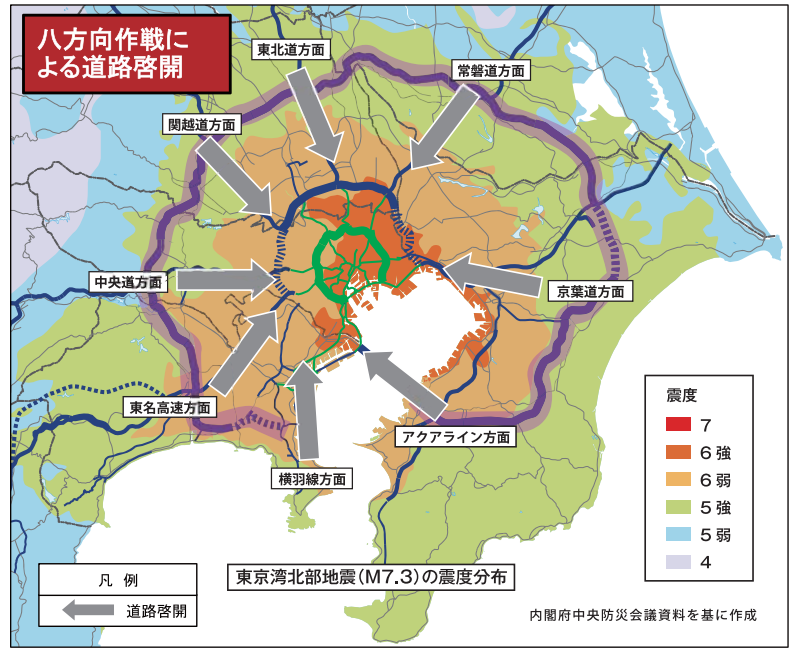 八方向作戦に
よる道路啓開
東北道方面
常磐道方面
関越道方面
中央道方面
京葉道方面
東名高速方面
アクアライン方面
横羽線方面
震度
7
6強
6弱
5強
5弱
4
東京湾北部地震(M7.3)の震度分布
凡 例
道路啓開
内閣府中央防災会議資料を基に作成